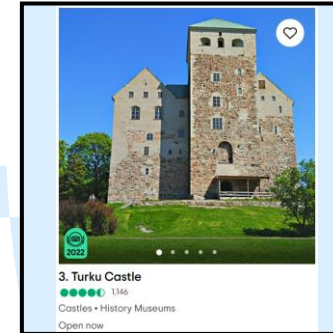 2022
3. Turku Castle
1,146
Castles • History Museums
Open now